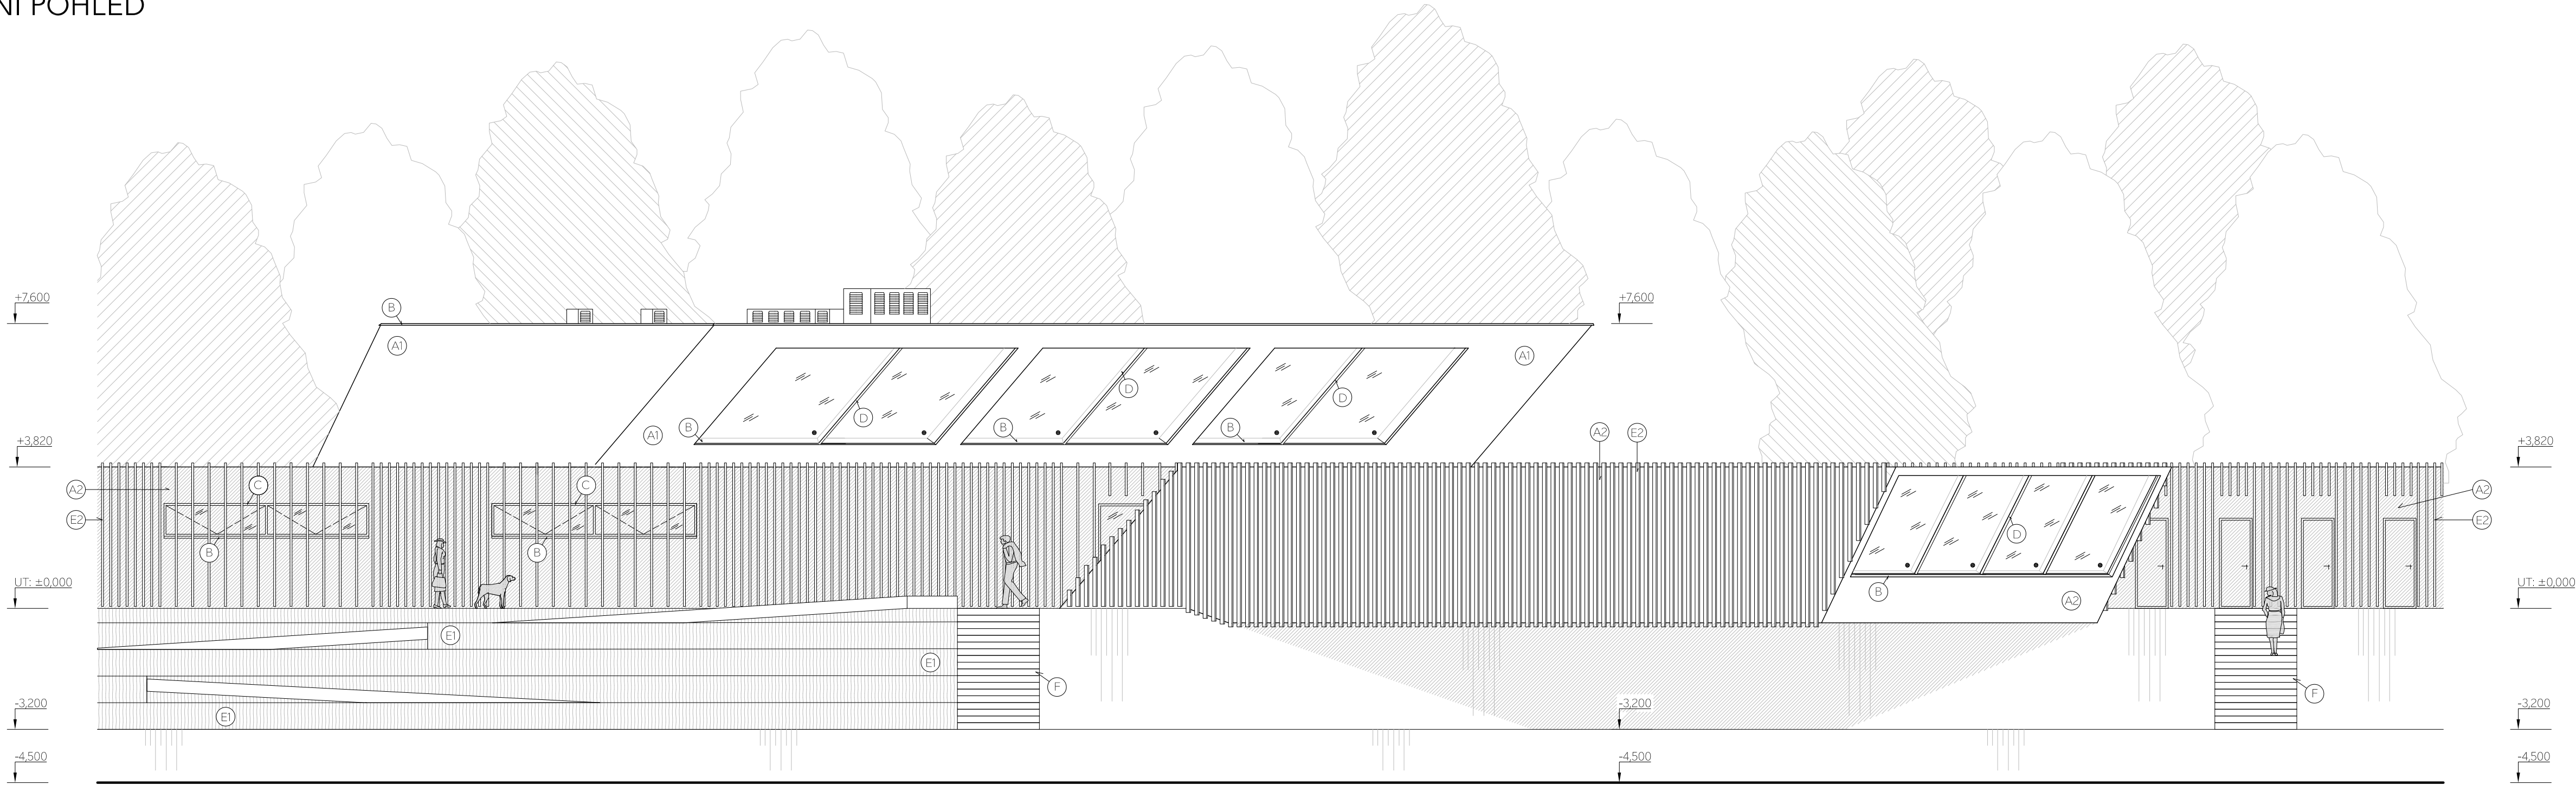 NÍ POHLED
+7,600
B
+7,600
A1
A1
D
D
D
B
A1
B
B
A2
E2
+3,820
+3,820
A2
C
C
A2
E2
E2
D
B
B
UT: ±0,000
UT: ±0,000
B
A2
E1
E1
F
F
-3,200
E1
-3,200
-3,200
-4,500
-4,500
-4,500